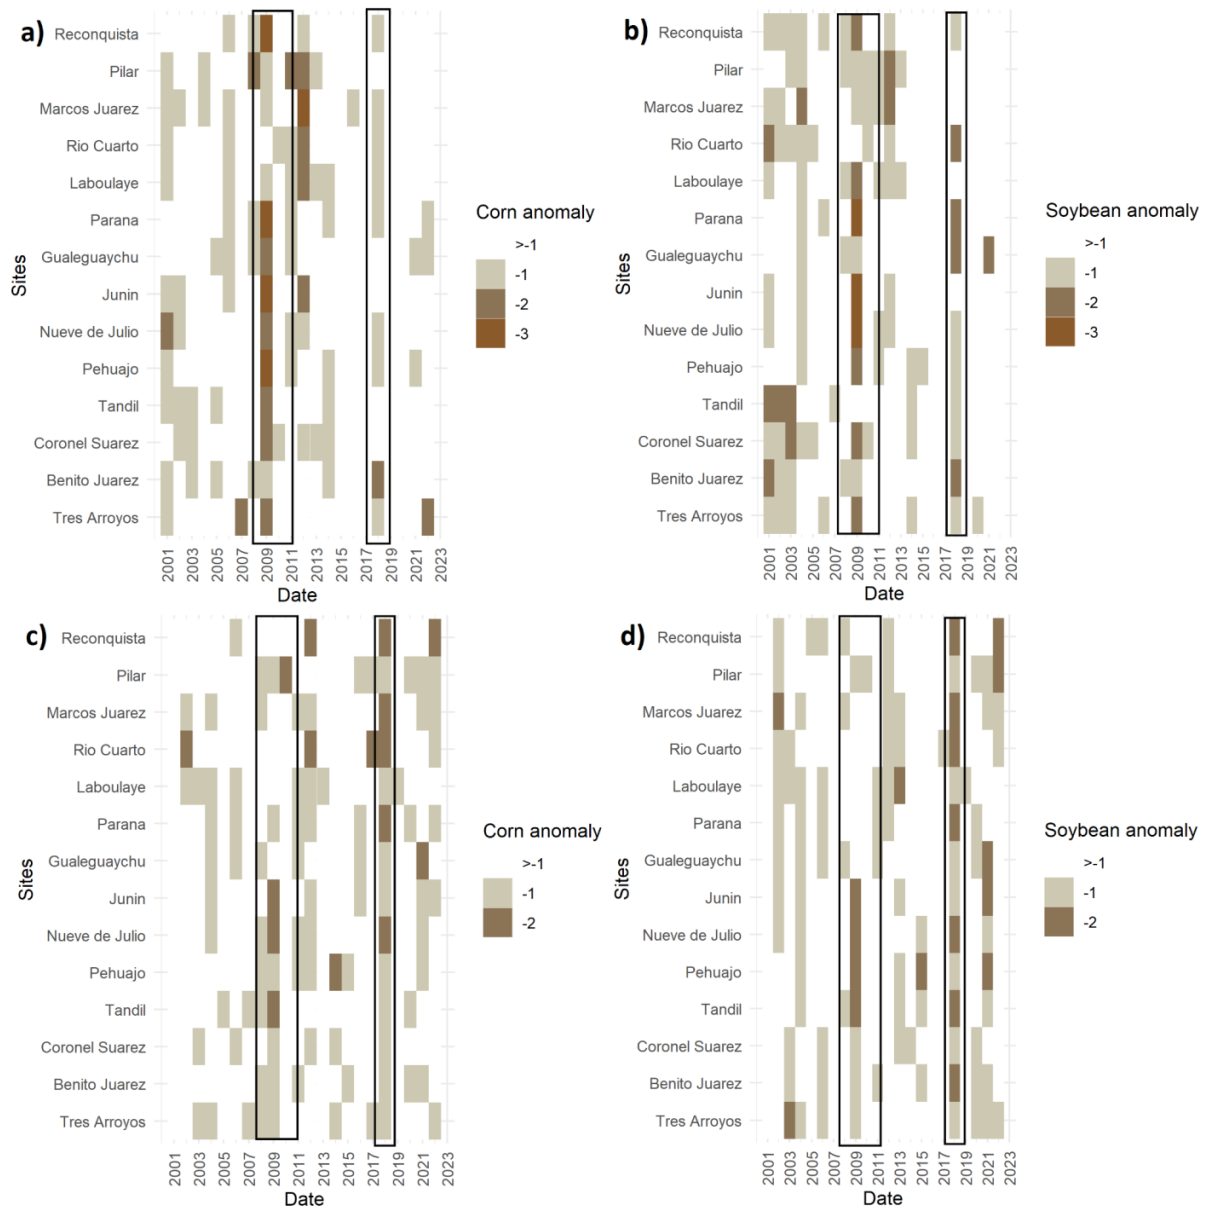 a)
Reconquista
Pilar
Marcos Juarez
Rio Cuarto
Laboulaye
Parana
Gualeguaychu
Junin
Nueve de Julio
Pehuajo
Tandil
Coronel Suarez
Benito Juarez
Tres Arroyos
Sites
2001 2003 2005 2007 2009 2011 2013 2015 2017 2019 2021 2023
Date
Corn anomaly
>-1
-1
-2
-3
b)
Reconquista
Pilar
Marcos Juarez
Rio Cuarto
Laboulaye
Parana
Gualeguaychu
Junin
Nueve de Julio
Pehuajo
Tandil
Coronel Suarez
Benito Juarez
Tres Arroyos
Sites
2001 2003 2005 2007 2009 2011 2013 2015 2017 2019 2021 2023
Date
Soybean anomaly
>-1
-1
-2
-3
c)
Reconquista
Pilar
Marcos Juarez
Rio Cuarto
Laboulaye
Parana
Gualeguaychu
Junin
Nueve de Julio
Pehuajo
Tandil
Coronel Suarez
Benito Juarez
Tres Arroyos
Sites
2001 2003 2005 2007 2009 2011 2013 2015 2017 2019 2021 2023
Date
Corn anomaly
>-1
-1
-2
d)
Reconquista
Pilar
Marcos Juarez
Rio Cuarto
Laboulaye
Parana
Gualeguaychu
Junin
Nueve de Julio
Pehuajo
Tandil
Coronel Suarez
Benito Juarez
Tres Arroyos
Sites
2001 2003 2005 2007 2009 2011 2013 2015 2017 2019 2021 2023
Date
Soybean anomaly
>-1
-1
-2